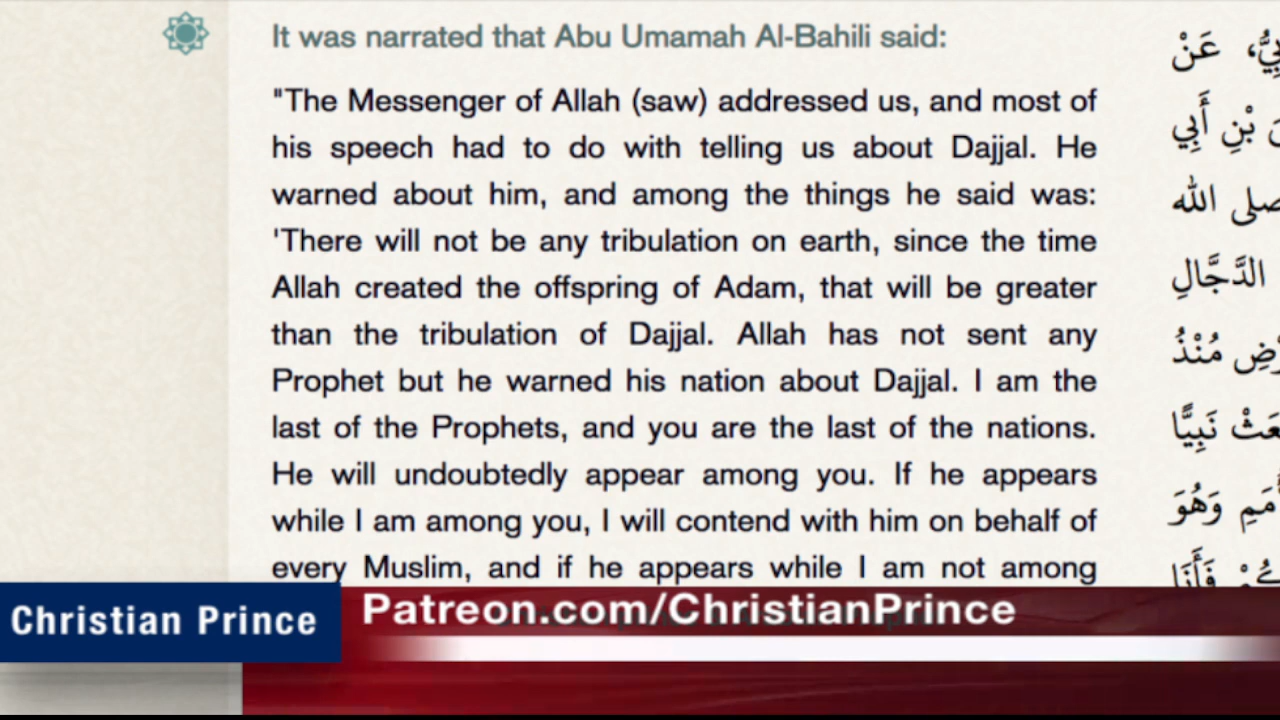 It was narrated that Abu Umamah Al-Bahili said:
"The Messenger of Allah (saw) addressed us, and most of
his speech had to do with telling us about Dajjal. He
warned about him, and among the things he said was:
'There will not be any tribulation on earth, since the time
Allah created the offspring of Adam, that will be greater
than the tribulation of Dajjal. Allah has not sent any
Prophet but he warned his nation about Dajjal. I am the
last of the Prophets, and you are the last of the nations.
He will undoubtedly appear among you. If he appears
while I am among you, I will contend with him on behalf of
every Muslim, and if he appears while I am not among
عَنْ
بْنِ أَبِي
صلى الله
الدَّجَّالِ
مُنْذُ
نَبِيًّا
وَهُوَ
Christian Prince
Patreon.com/ChristianPrince